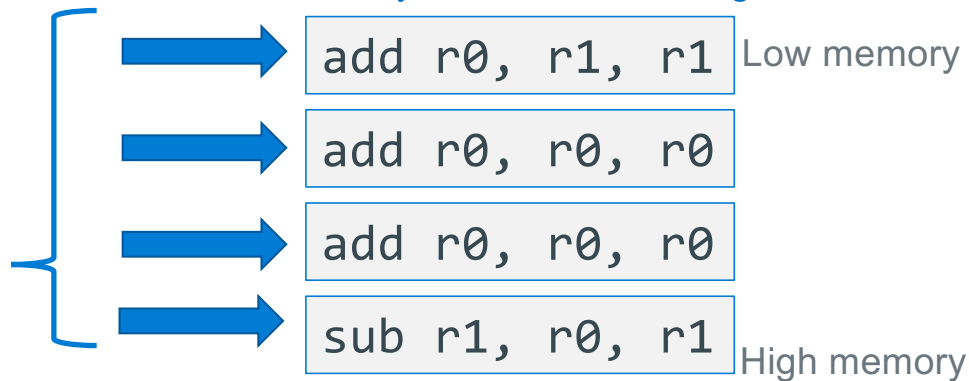 add r0, r1, r1 Low memory
add r0, r0, r0
add r0, r0, r0
sub r1, r0, r1
High memory